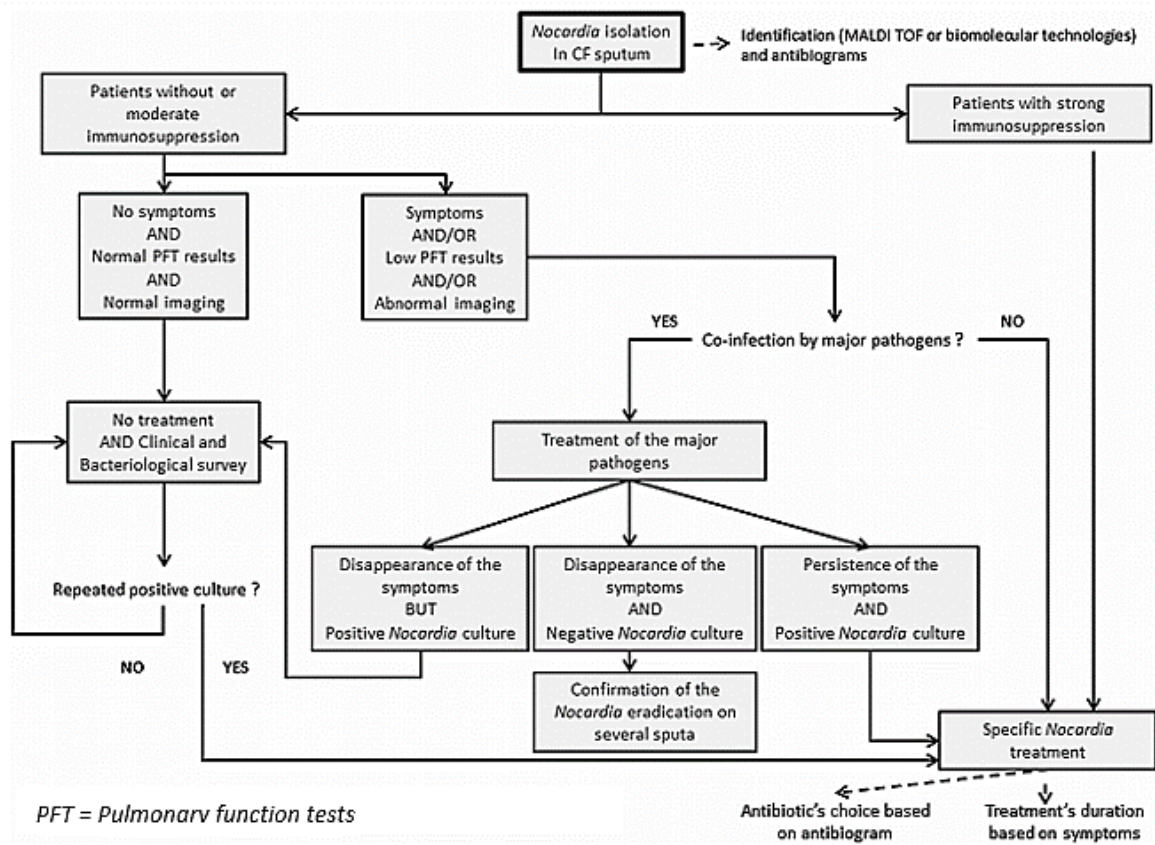 Nocardia isolation
In CF sputum
Identification (MALDI TOF or biomolecular technologies)
and antibiograms
Patients without or
moderate
immunosuppression
Patients with strong
immunosuppression
No symptoms
AND
Normal PFT results
AND
Normal imaging
Symptoms
AND/OR
Low PFT results
AND/OR
Abnormal imaging
YES
Co-infection by major pathogens ?
NO
No treatment
AND Clinical and
Bacteriological survey
Treatment of the major
pathogens
Repeated positive culture ?
NO
YES
Disappearance of the
symptoms
BUT
Positive Nocardia culture
Disappearance of the
symptoms
AND
Negative Nocardia culture
Persistence of the
symptoms
AND
Positive Nocardia culture
Confirmation of the
Nocardia eradication on
several sputa
Specific Nocardia
treatment
Antibiotic's choice based
on antibiogram
Treatment's duration
based on symptoms
PFT = Pulmonary function tests